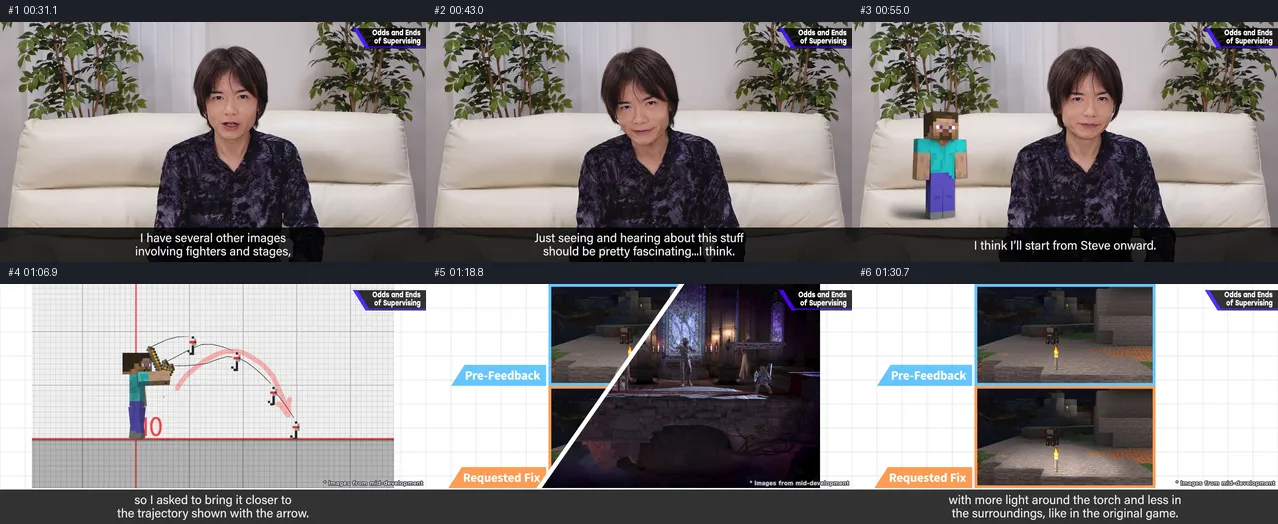 #1 00:31.1
Odds and Ends
of Supervising
I have several other images
involving fighters and stages,
#2 00:43.0
Odds and Ends
of Supervising
Just seeing and hearing about this stuff
should be pretty fascinating...I think.
#3 00:55.0
Odds and Ends
of Supervising
I think I'll start from Steve onward.
#4 01:06.9
Odds and Ends
of Supervising
10
* Images from mid-development
so I asked to bring it closer to
the trajectory shown with the arrow.
#5 01:18.8
Odds and Ends
of Supervising
Pre-Feedback
Requested Fix
* Images from mid-development
#6 01:30.7
Odds and Ends
of Supervising
Pre-Feedback
Requested Fix
* Images from mid-development
with more light around the torch and less in
the surroundings, like in the original game.